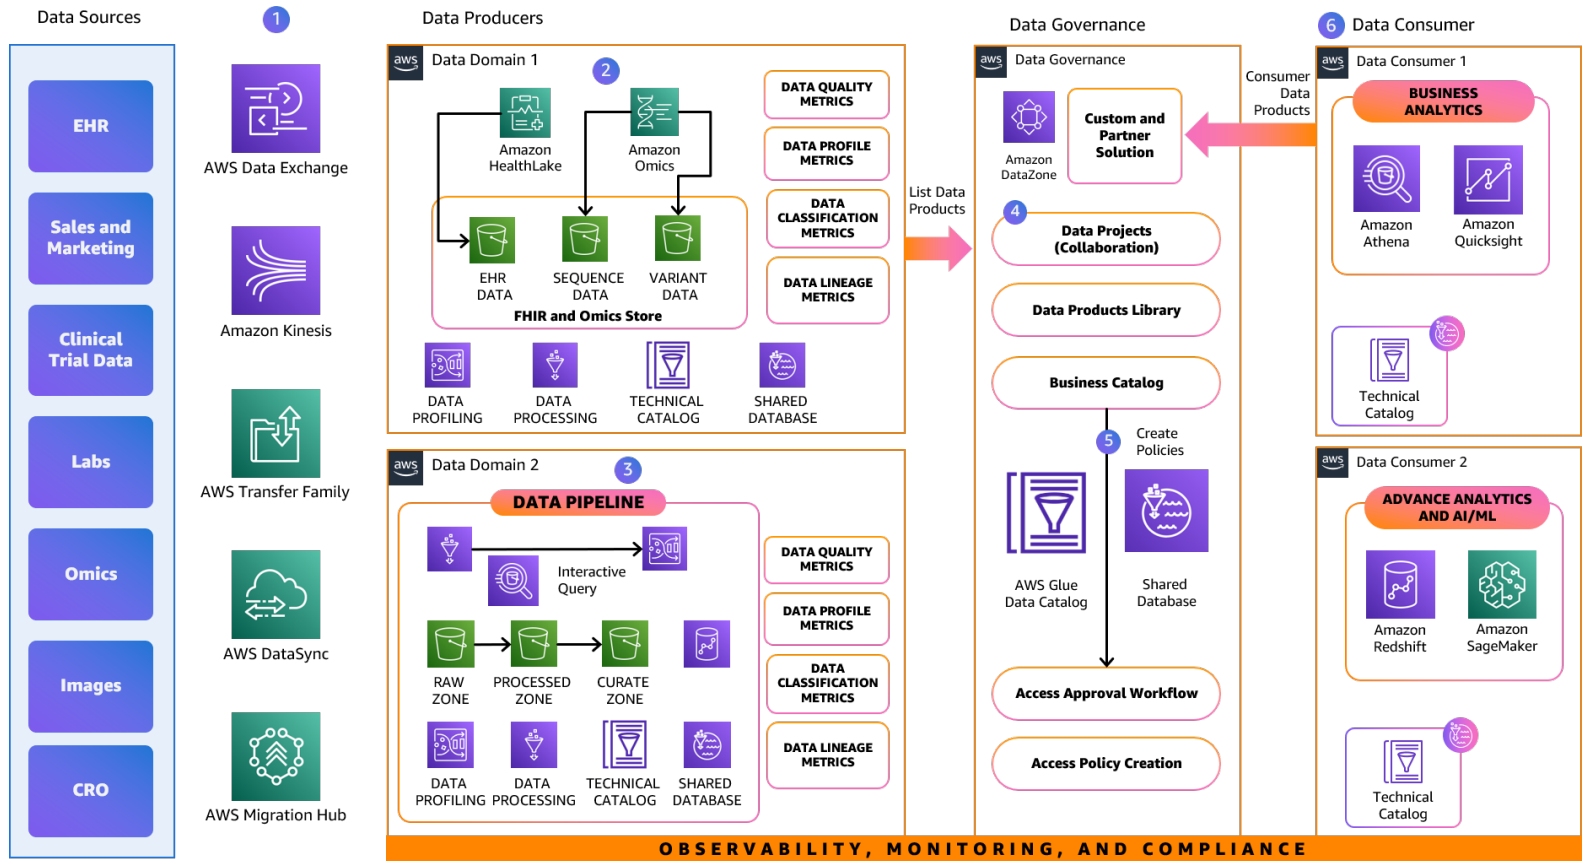 Data Sources
1
Data Producers
Data Governance
6
Data Consumer
EHR
Sales and
Marketing
Clinical
Trial Data
Labs
Omics
Images
CRO
AWS Data Exchange
Amazon Kinesis
AWS Transfer Family
AWS DataSync
AWS Migration Hub
aws
Data Domain 1
2
Amazon
HealthLake
Amazon
Omics
EHR
DATA
SEQUENCE
DATA
VARIANT
DATA
FHIR and Omics Store
DATA
PROFILING
DATA
PROCESSING
TECHNICAL
CATALOG
SHARED
DATABASE
DATA QUALITY
METRICS
DATA PROFILE
METRICS
DATA
CLASSIFICATION
METRICS
DATA LINEAGE
METRICS
aws
Data Domain 2
3
DATA PIPELINE
Interactive
Query
RAW
ZONE
PROCESSED
ZONE
CURATE
ZONE
DATA
PROFILING
DATA
PROCESSING
TECHNICAL
CATALOG
SHARED
DATABASE
DATA QUALITY
METRICS
DATA PROFILE
METRICS
DATA
CLASSIFICATION
METRICS
DATA LINEAGE
METRICS
List Data
Products
aws
Data Governance
Amazon
DataZone
Custom and
Partner
Solution
4
Data Projects
(Collaboration)
Data Products Library
Business Catalog
5
Create
Policies
AWS Glue
Data Catalog
Shared
Database
Access Approval Workflow
Access Policy Creation
Consumer
Data
Products
aws
Data Consumer 1
BUSINESS
ANALYTICS
Amazon
Athena
Amazon
Quicksight
Technical
Catalog
aws
Data Consumer 2
ADVANCE ANALYTICS
AND AI/ML
Amazon
Redshift
Amazon
SageMaker
Technical
Catalog
OBSERVABILITY, MONITORING, AND COMPLIANCE